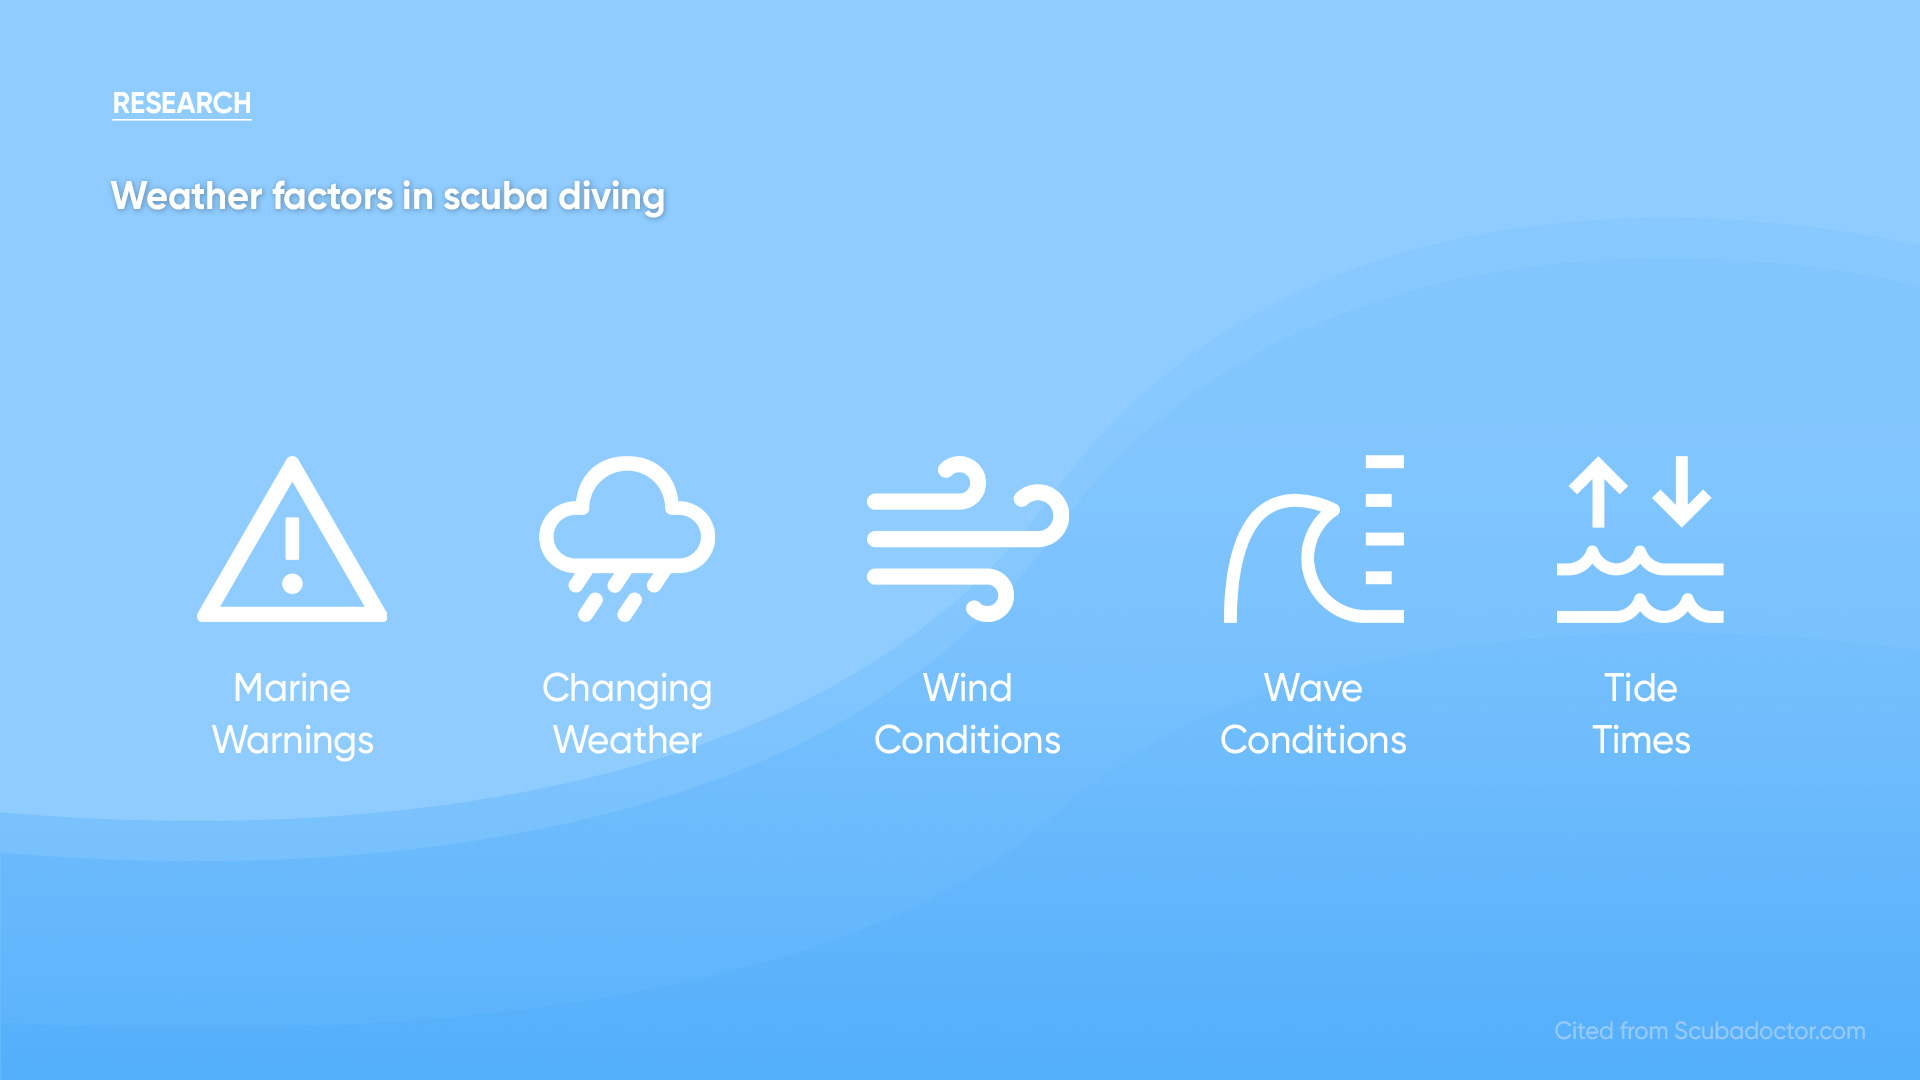 RESEARCH
Weather factors in scuba diving
Marine
Warnings
Changing
Weather
Wind
Conditions
Wave
Conditions
Tide
Times
Cited from Scubadoctor.com